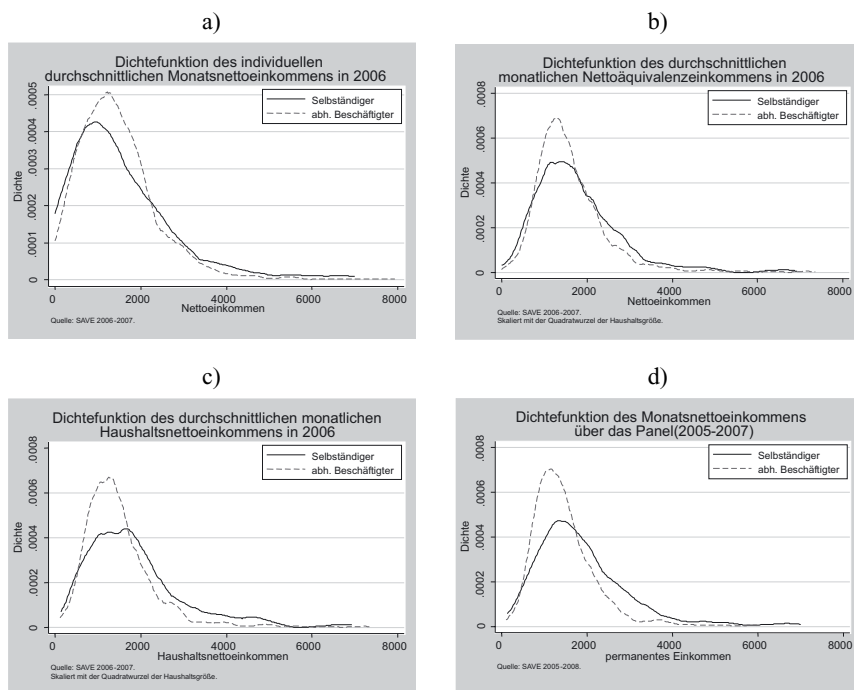 a)
Dichtefunktion des individuellen
durchschnittlichen Monatsnettoeinkommens in 2006
Selbständiger
abh. Beschäftigter
Dichte
0 .0001 .0002 .0003 .0004 .0005
0 2000 4000 6000 8000
Nettoeinkommen
Quelle: SAVE 2006-2007.
b)
Dichtefunktion des durchschnittlichen
monatlichen Nettoäquivalenzeinkommens in 2006
Selbständiger
abh. Beschäftigter
Dichte
0 .0002 .0004 .0006 .0008
0 2000 4000 6000 8000
Nettoeinkommen
Quelle: SAVE 2006-2007.
Skaliert mit der Quadratwurzel der Haushaltsgröße.
c)
Dichtefunktion des durchschnittlichen monatlichen
Haushaltsnettoeinkommens in 2006
Selbständiger
abh. Beschäftigter
Dichte
0 .0002 .0004 .0006 .0008
0 2000 4000 6000 8000
Haushaltsnettoeinkommen
Quelle: SAVE 2006-2007.
Skaliert mit der Quadratwurzel der Haushaltsgröße.
d)
Dichtefunktion des Monatsnettoeinkommens
über das Panel(2005-2007)
Selbständiger
abh. Beschäftigter
Dichte
0 .0002 .0004 .0006 .0008
0 2000 4000 6000 8000
permanentes Einkommen
Quelle: SAVE 2005-2008.